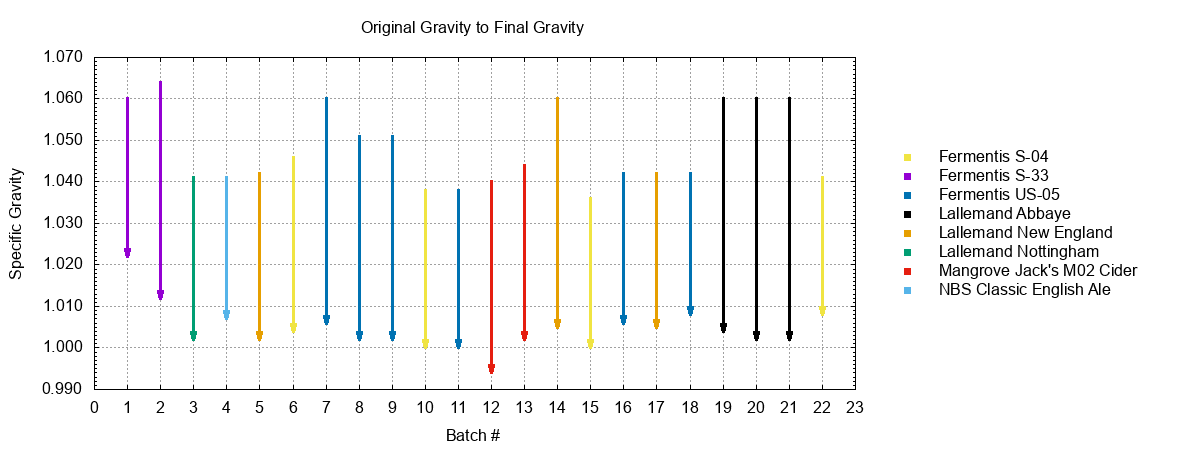 Original Gravity to Final Gravity
1.070
1.060
1.050
1.040
1.030
1.020
1.010
1.000
0.990
Specific Gravity
0 1 2 3 4 5 6 7 8 9 10 11 12 13 14 15 16 17 18 19 20 21 22 23
Batch #
Fermentis S-04
Fermentis S-33
Fermentis US-05
Lallemand Abbaye
Lallemand New England
Lallemand Nottingham
Mangrove Jack's M02 Cider
NBS Classic English Ale